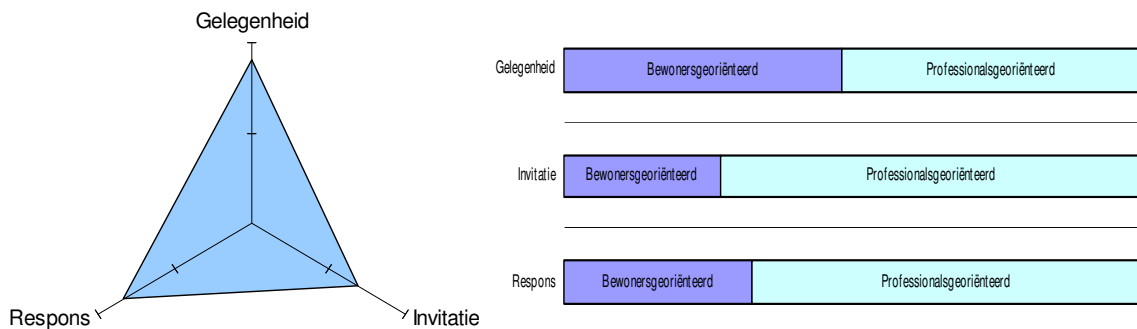 Gelegenheid
Respons
Invitatie
Gelegenheid
Bewonersgeoriënteerd
Professionalsgeoriënteerd
Invitatie
Bewonersgeoriënteerd
Professionalsgeoriënteerd
Respons
Bewonersgeoriënteerd
Professionalsgeoriënteerd